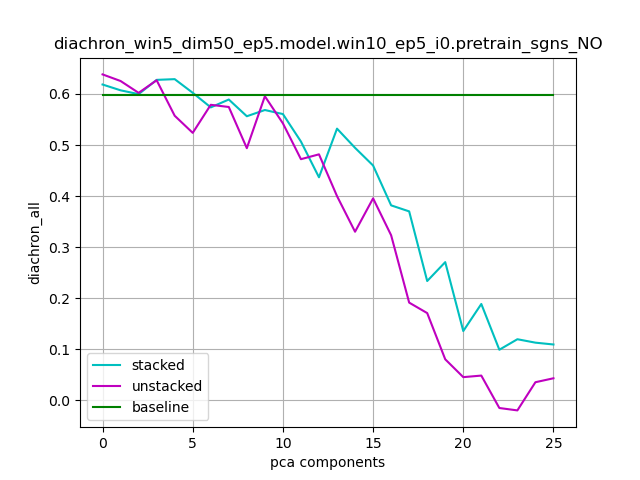 diachron_win5_dim50_ep5.model.win10_ep5_i0.pretrain_sgns_NO
0.6
0.5
0.4
0.3
0.2
0.1
0.0
diachron_all
stacked
unstacked
baseline
0 5 10 15 20 25
pca components